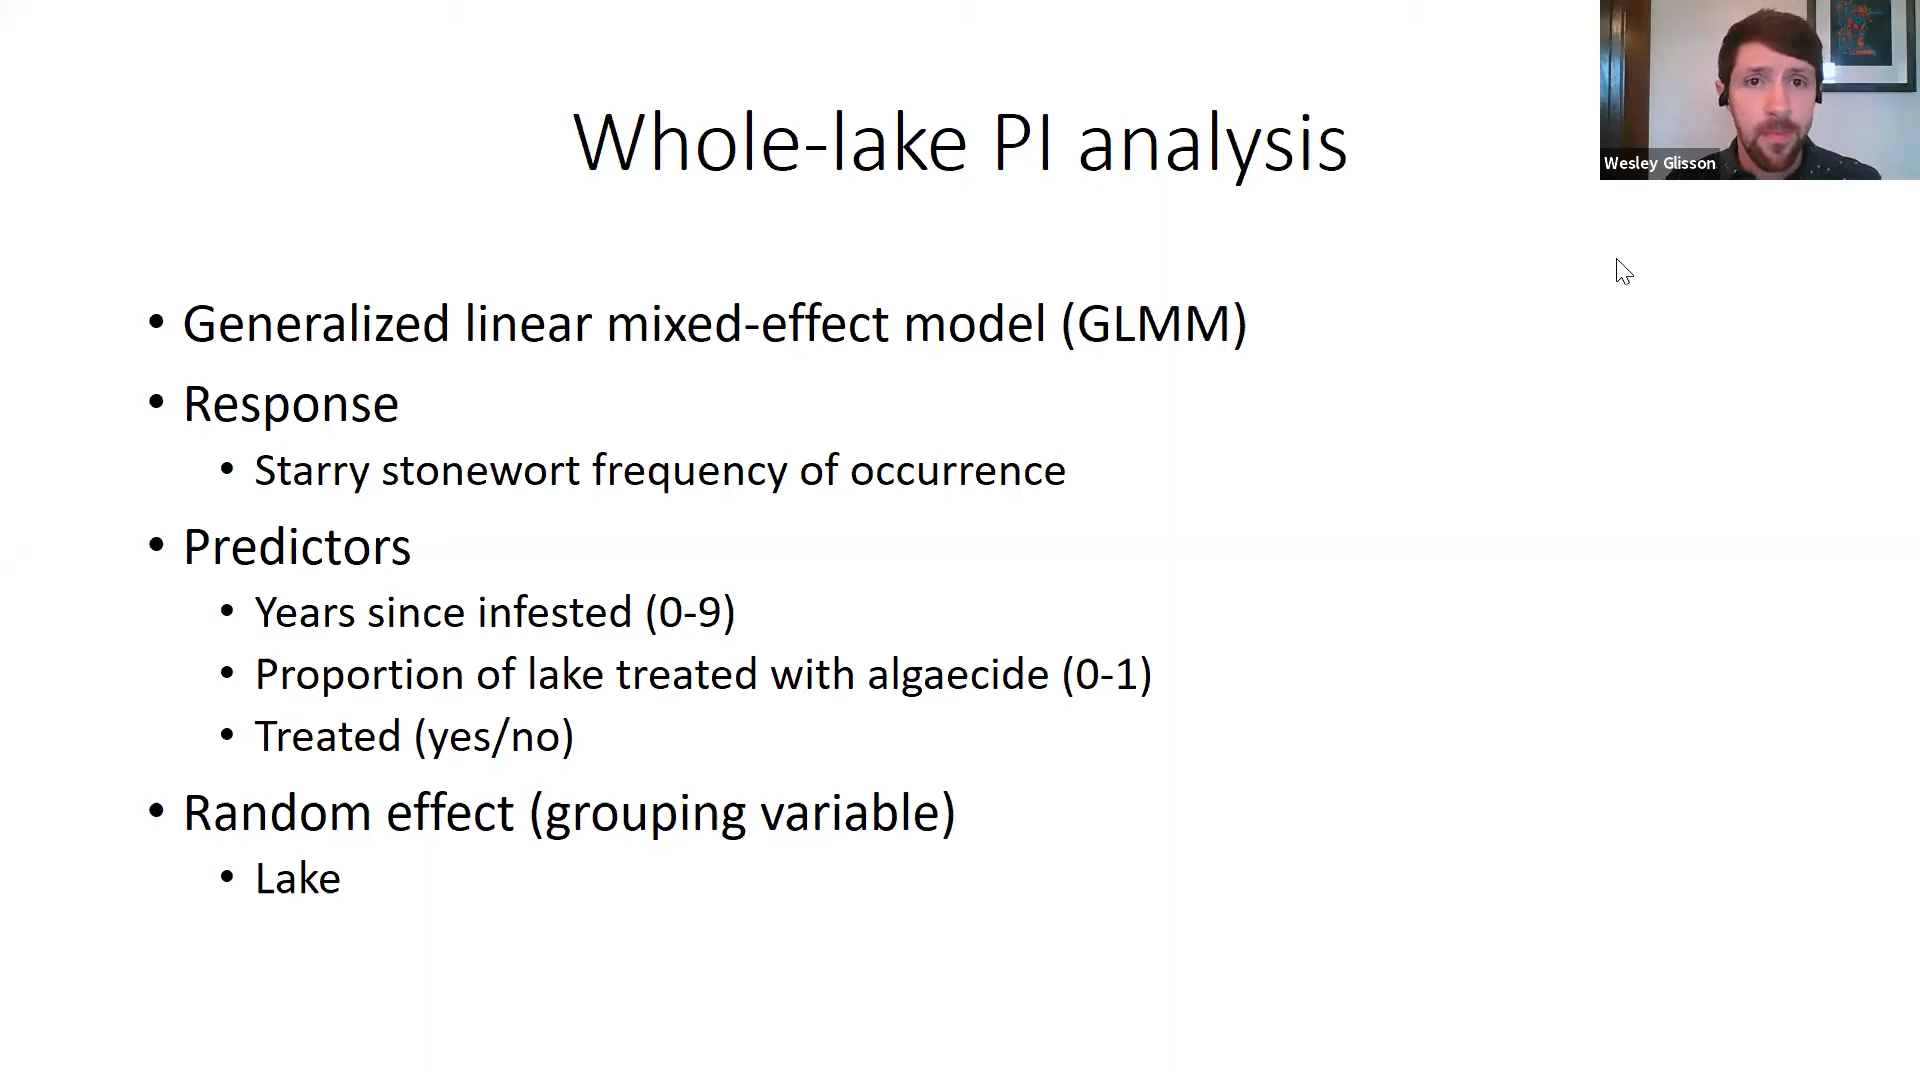 Whole-lake PI analysis
Wesley Glisson
• Generalized linear mixed-effect model (GLMM)
• Response
• Starry stonewort frequency of occurrence
• Predictors
• Years since infested (0-9)
• Proportion of lake treated with algaecide (0-1)
• Treated (yes/no)
• Random effect (grouping variable)
• Lake